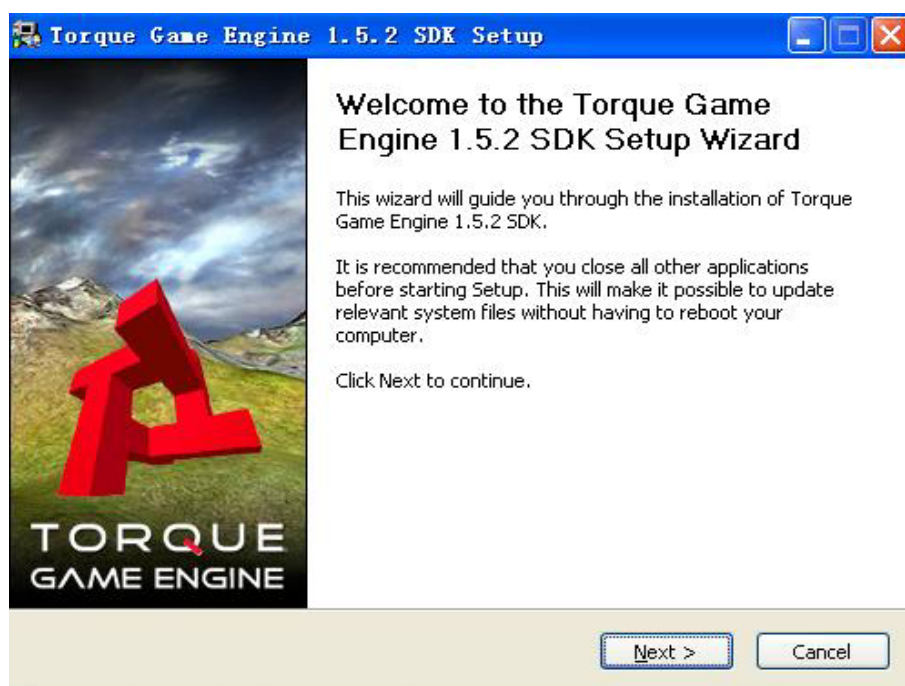 Torque Game Engine 1.5.2 SDK Setup
Welcome to the Torque Game
Engine 1.5.2 SDK Setup Wizard
This wizard will guide you through the installation of Torque
Game Engine 1.5.2 SDK.
It is recommended that you close all other applications
before starting Setup. This will make it possible to update
relevant system files without having to reboot your
computer.
Click Next to continue.
TORQUE
GAME ENGINE
Next >
Cancel